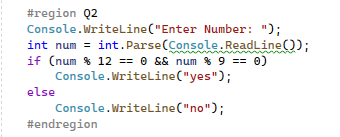 #region Q2
Console.WriteLine("Enter Number: ");
int num = int.Parse(Console.ReadLine());
if (num % 12 == 0 && num % 9 == 0)
    Console.WriteLine("yes");
else
    Console.WriteLine("no");
#endregion